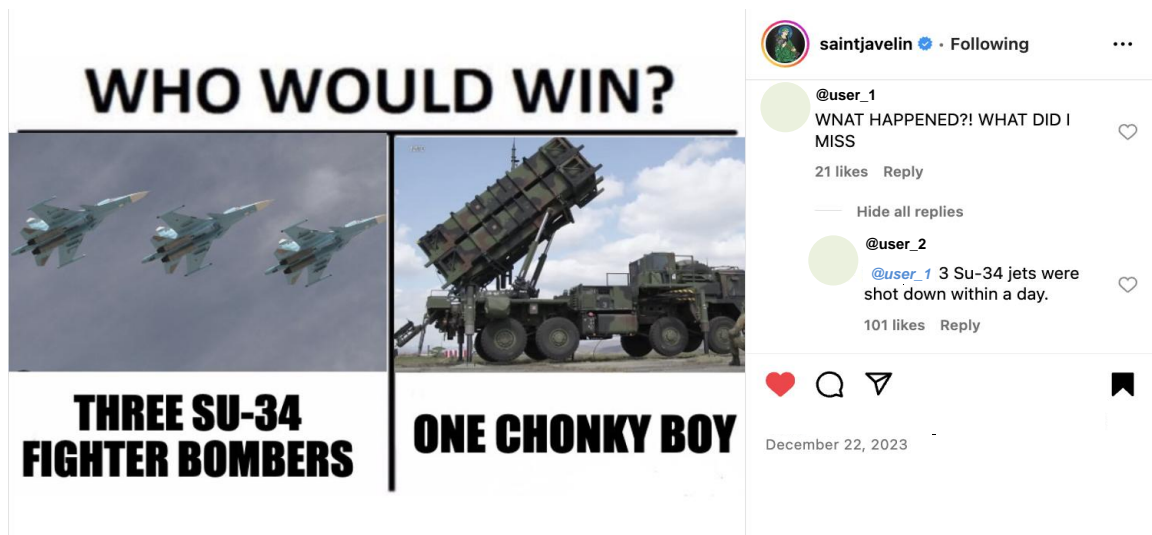 WHO WOULD WIN?
THREE SU-34
FIGHTER BOMBERS
ONE CHONKY BOY
saintjavelin • Following
@user_1
WNAT HAPPENED?! WHAT DID I
MISS
21 likes Reply
Hide all replies
@user_2
@user_1 3 Su-34 jets were
shot down within a day.
101 likes Reply
December 22, 2023